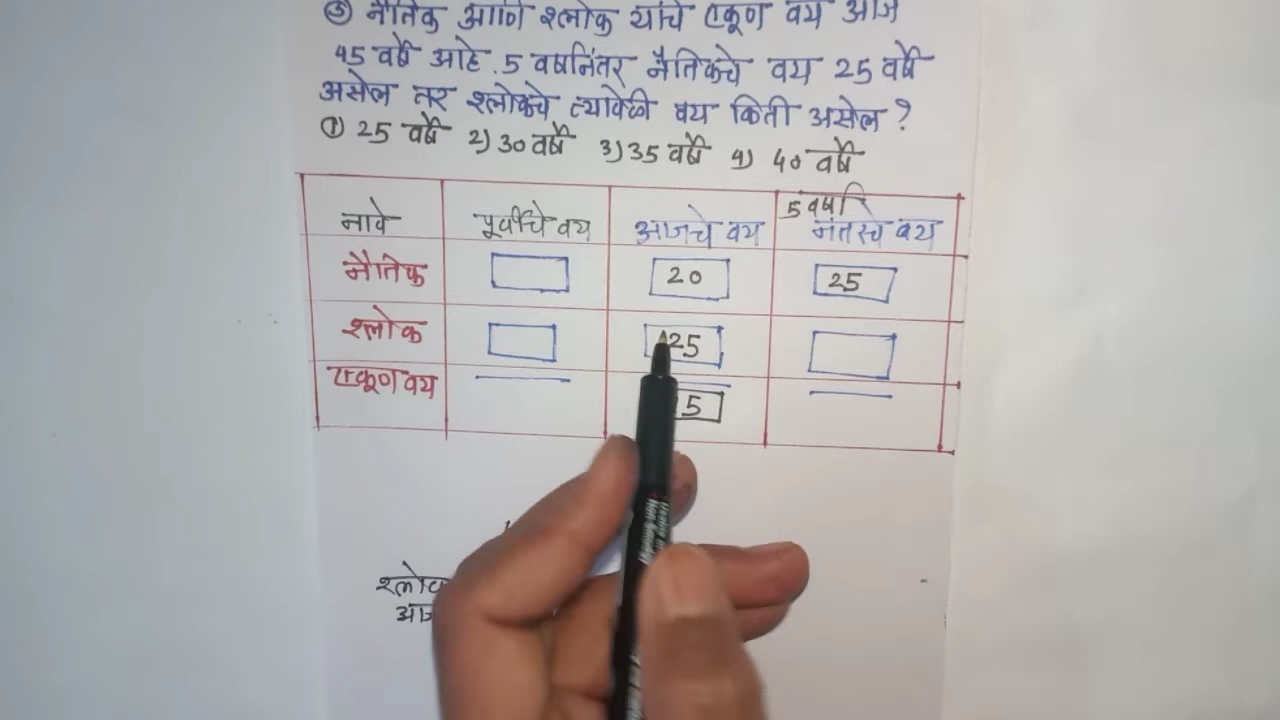 ③ नैतिक आणि श्लोक यांचे एकूण वय आज
45 वर्षे आहे. 5 वर्षानंतर नैतिकचे वय 25 वर्षे
असेल तर श्लोकचे त्यावेळी वय किती असेल ?
① 25 वर्षे 2) 30 वर्षे 3) 35 वर्षे 4) 40 वर्षे
नावे पूर्वीचे वय आजचे वय 5 वर्षा नंतरचे वय
नैतिक 20 25
श्लोक 25
एकूण वय 5